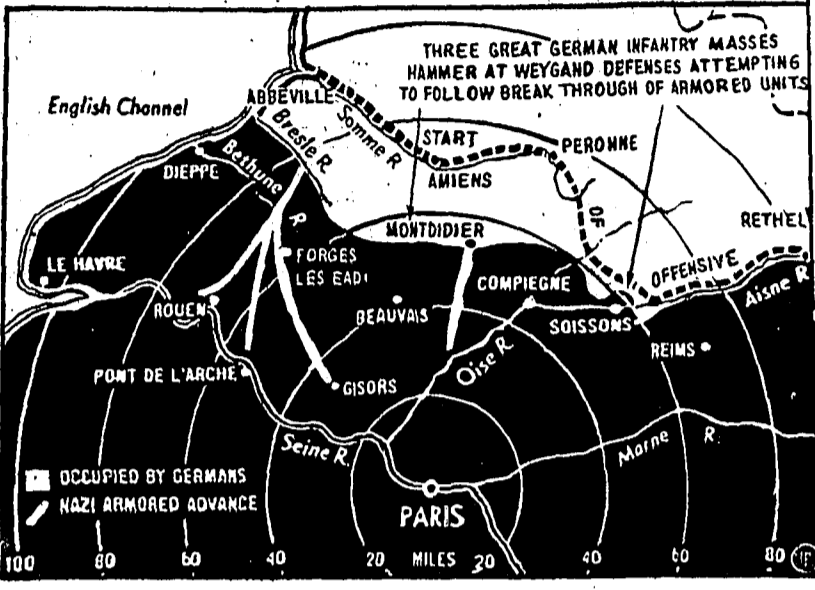 THREE GREAT GERMAN INFANTRY MASSES
HAMMER AT WEYGAND DEFENSES ATTEMPTING
TO FOLLOW BREAK THROUGH OF ARMORED UNITS
English Channel
ABBEVILLE
Bresle R.
Somme R.
START
PERONNE
Bethune
R.
DIEPPE
AMIENS
OF
RETHEL
MONTDIDIER
LE HAVRE
FORGES
LES EAD1
COMPIEGNE
OFFENSIVE
Aisne R
ROUEN
BEAUVAIS
SOISSONS
Oise R.
REIMS
PONT DE L'ARCHE
GISORS
Seine R.
Marne R.
OCCUPIED BY GERMANS
NAZI ARMORED ADVANCE
PARIS
100 80 60 40 20 MILES 30 40 60 80